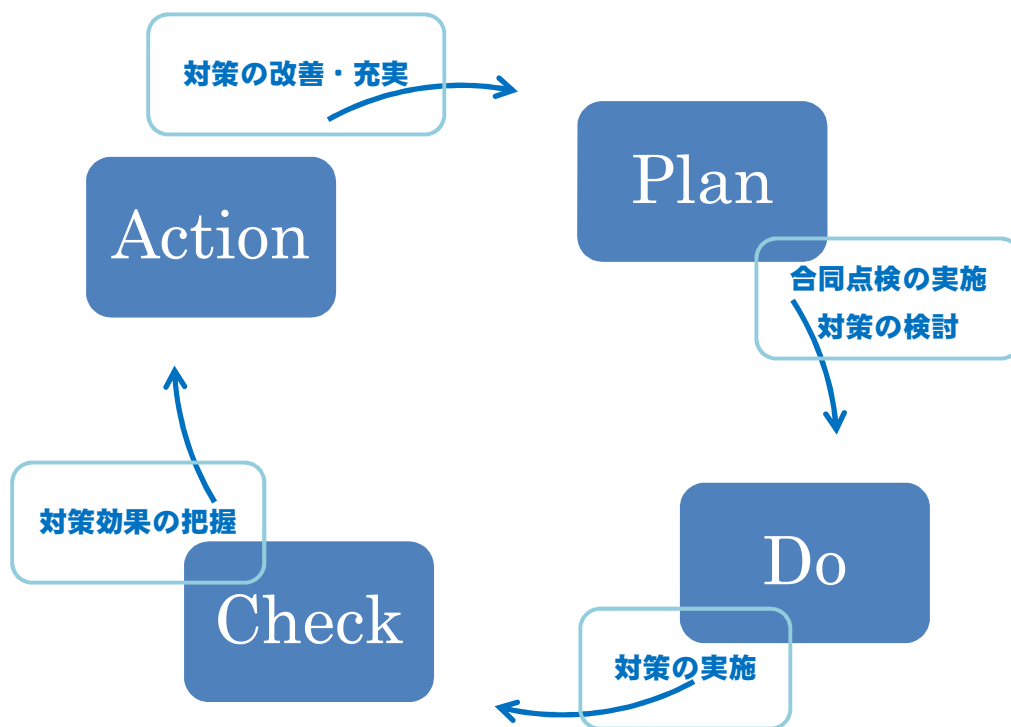 対策の改善・充実
Action
Plan
合同点検の実施
対策の検討
対策効果の把握
Check
Do
対策の実施